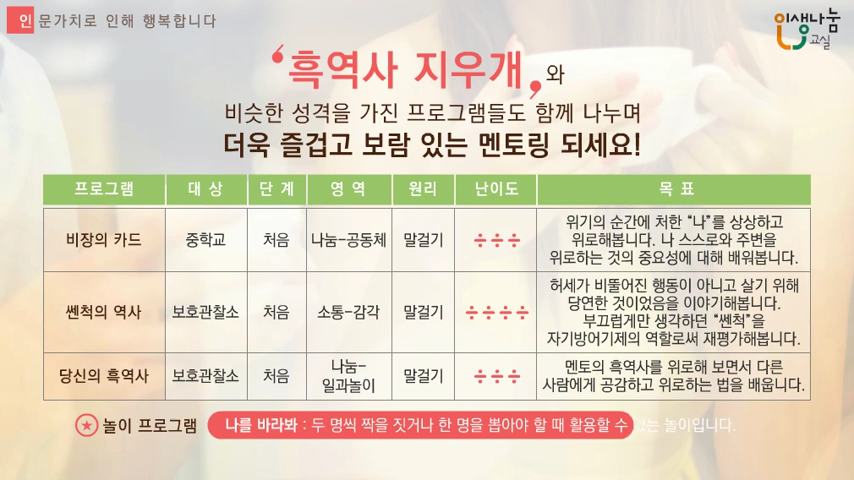 인문가치로 인해 행복합니다
인생나눔
교실
‘흑역사 지우개’와
비슷한 성격을 가진 프로그램들도 함께 나누며
더욱 즐겁고 보람 있는 멘토링 되세요!
프로그램 대 상 단 계 영 역 원리 난이도 목 표
비장의 카드 중학교 처음 나눔-공동체 말걸기 ÷÷÷ 위기의 순간에 처한 “나”를 상상하고
위로해봅니다. 나 스스로와 주변을
위로하는 것의 중요성에 대해 배워봅니다.
쎈척의 역사 보호관찰소 처음 소통-감각 말걸기 ÷÷÷÷ 허세가 비뚤어진 행동이 아니고 살기 위해
당연한 것이었음을 이야기해봅니다.
부끄럽게만 생각하던 “쎈척”을
자기방어기제의 역할로써 재평가해봅니다.
당신의 흑역사 보호관찰소 처음 나눔-
일과놀이 말걸기 ÷÷÷ 멘토의 흑역사를 위로해 보면서 다른
사람에게 공감하고 위로하는 법을 배웁니다.
놀이 프로그램 나를 바라봐 : 두 명씩 짝을 짓거나 한 명을 뽑아야 할 때 활용할 수 있는 놀이입니다.